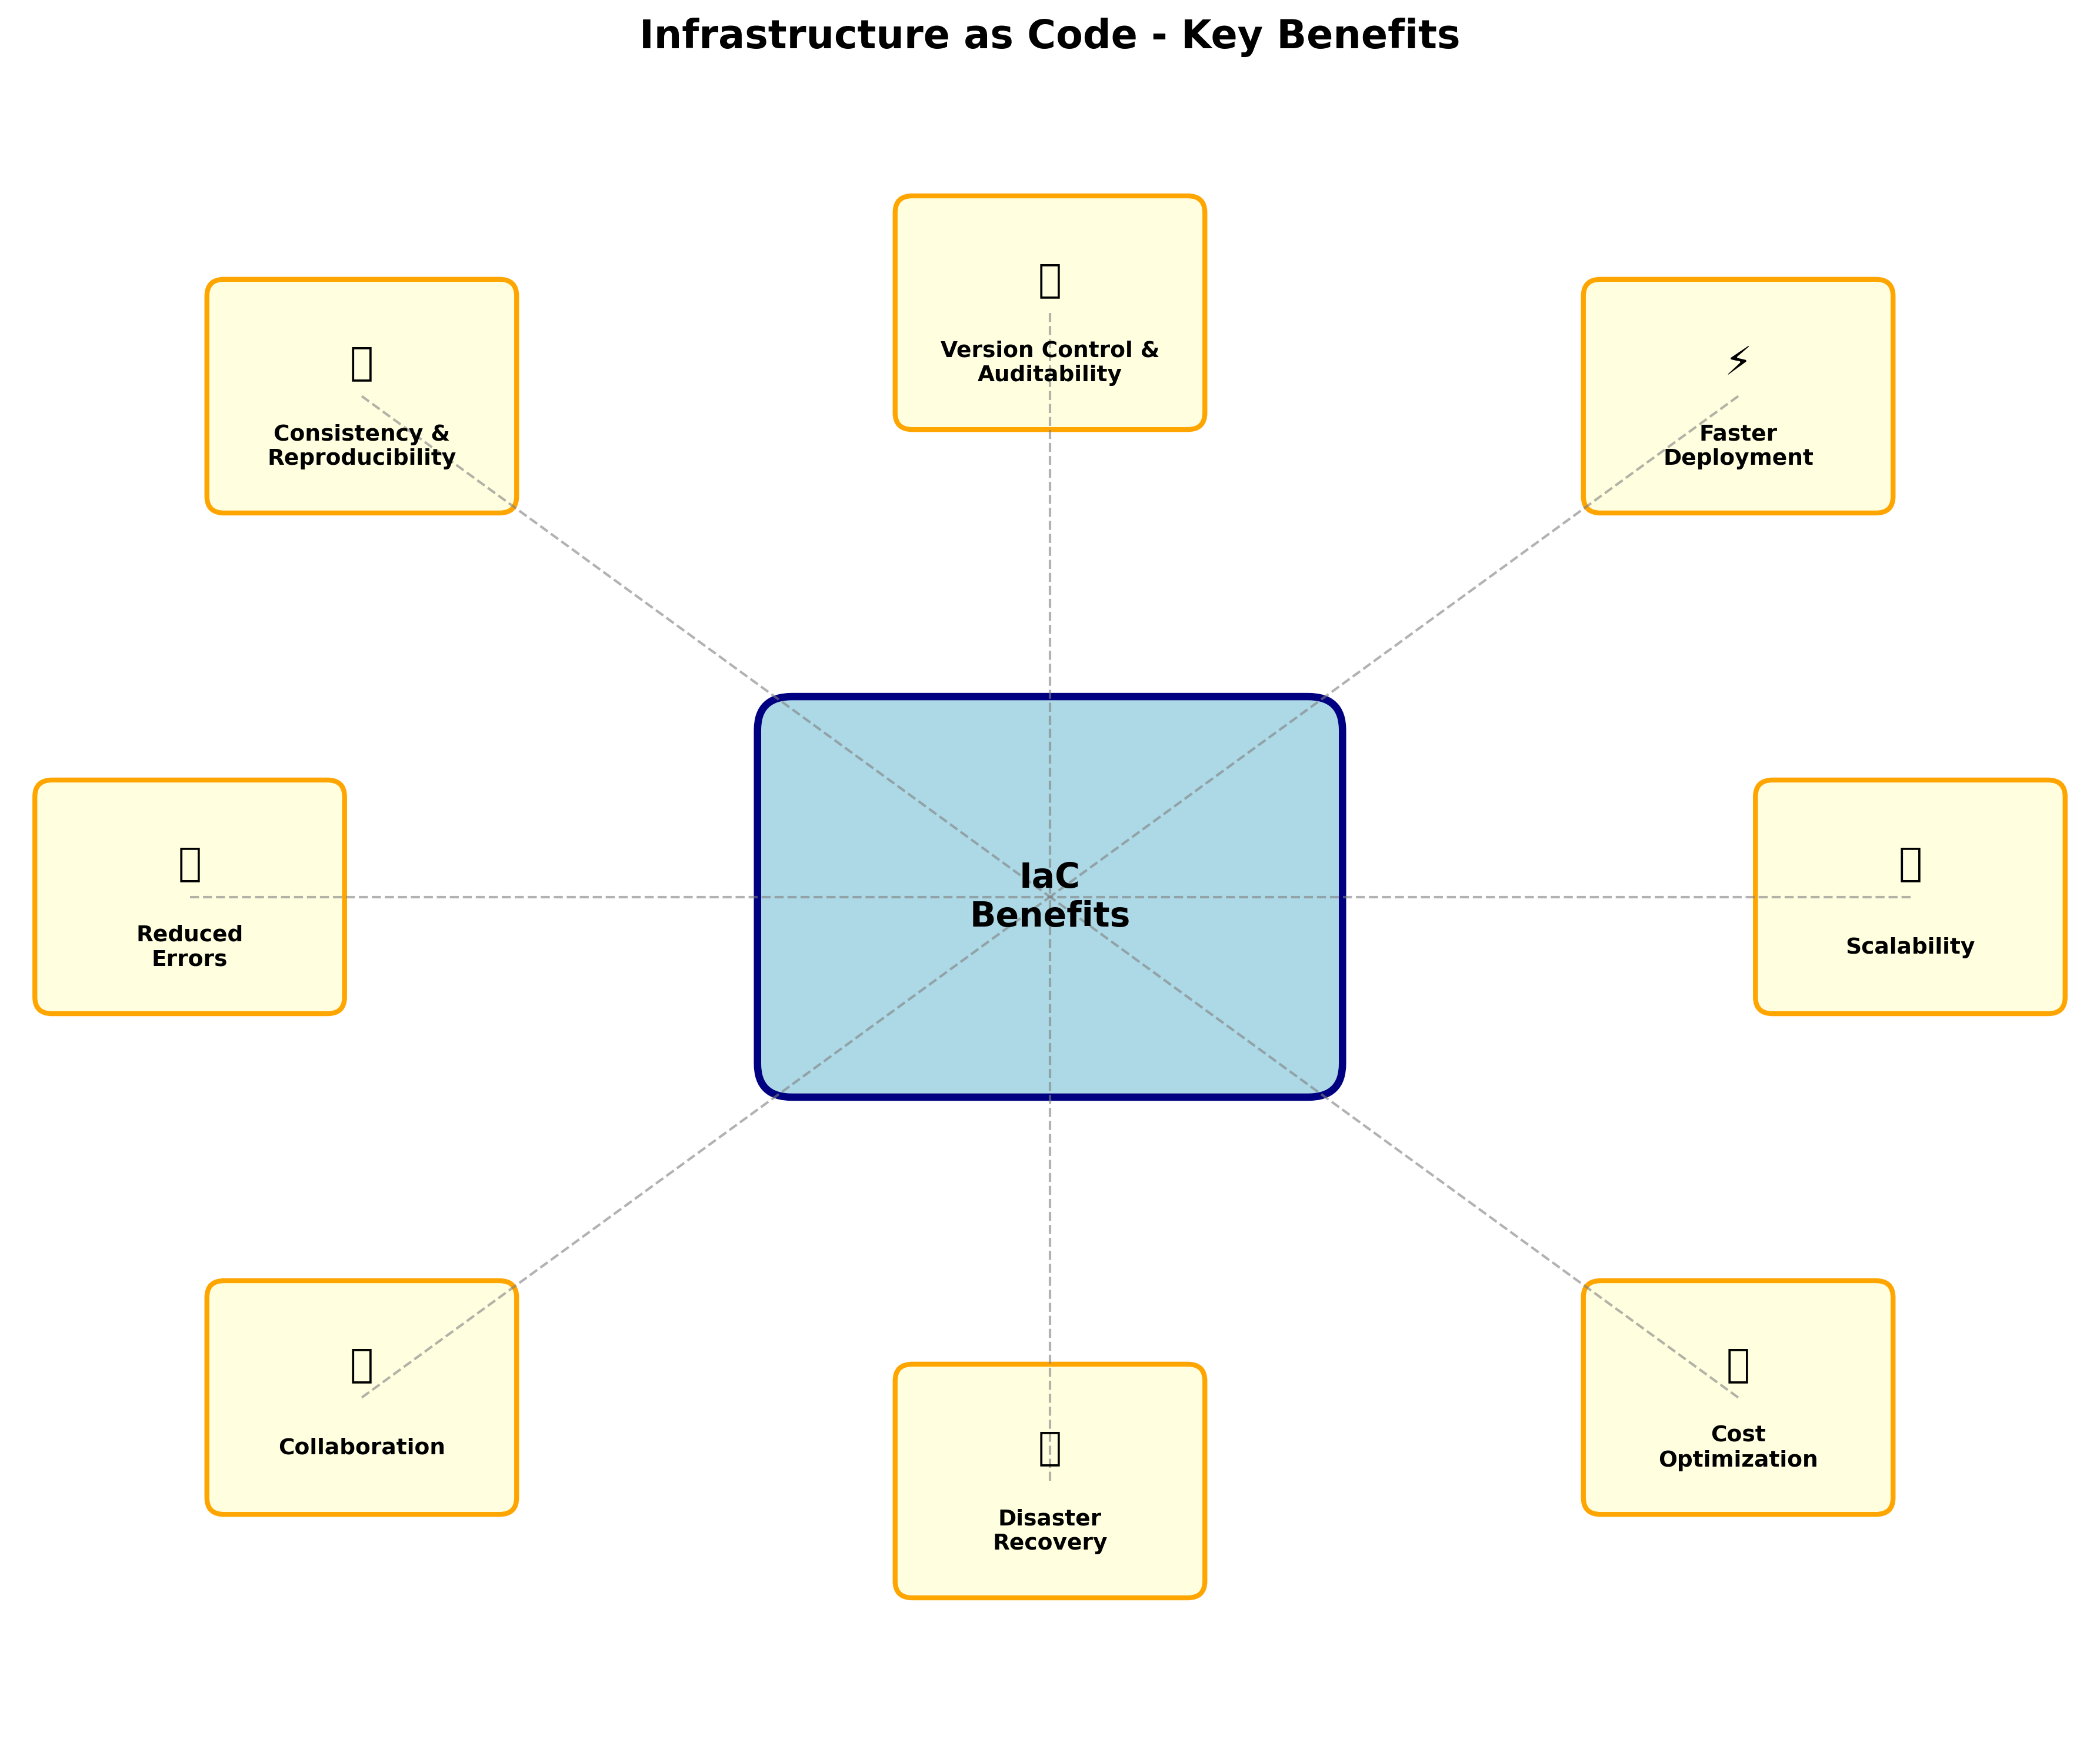 Infrastructure as Code - Key Benefits
Version Control &
Auditability
Consistency &
Reproducibility
⚡
Faster
Deployment
IaC
Benefits
Reduced
Errors
Scalability
Collaboration
Cost
Optimization
Disaster
Recovery